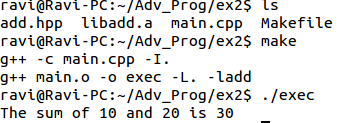 ravi@Ravi-PC:~/Adv_Prog/ex2$ ls
add.hpp  libadd.a  main.cpp  Makefile
ravi@Ravi-PC:~/Adv_Prog/ex2$ make
g++ -c main.cpp -I.
g++ main.o -o exec -L. -ladd
ravi@Ravi-PC:~/Adv_Prog/ex2$ ./exec
The sum of 10 and 20 is 30